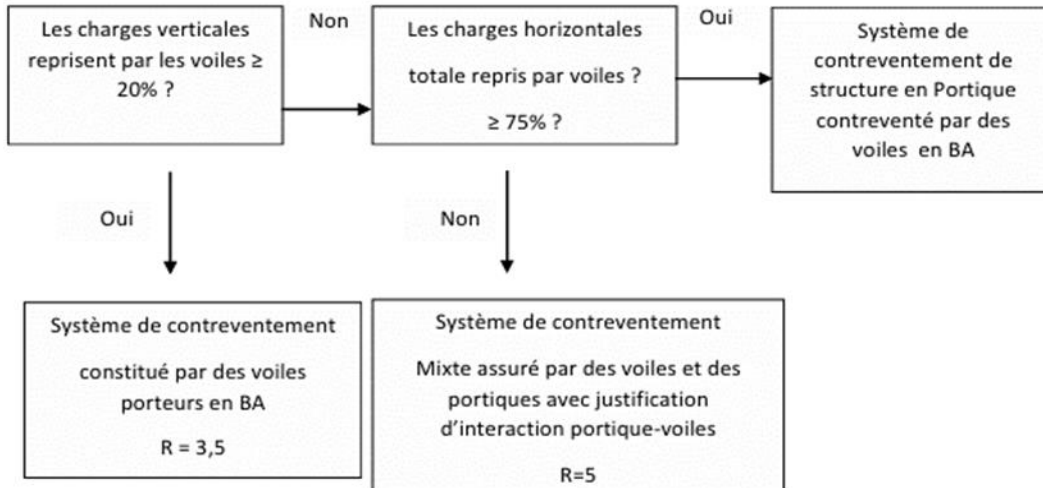 Les charges verticales
reprisent par les voiles ≥
20% ?
Non
Les charges horizontales
totale repris par voiles ?
≥ 75% ?
Oui
Système de
contreventement de
structure en Portique
contreventé par des
voiles en BA
Oui
Non
Système de contreventement
constitué par des voiles
porteurs en BA
R = 3,5
Système de contreventement
Mixte assuré par des voiles et des
portiques avec justification
d'interaction portique-voiles
R=5